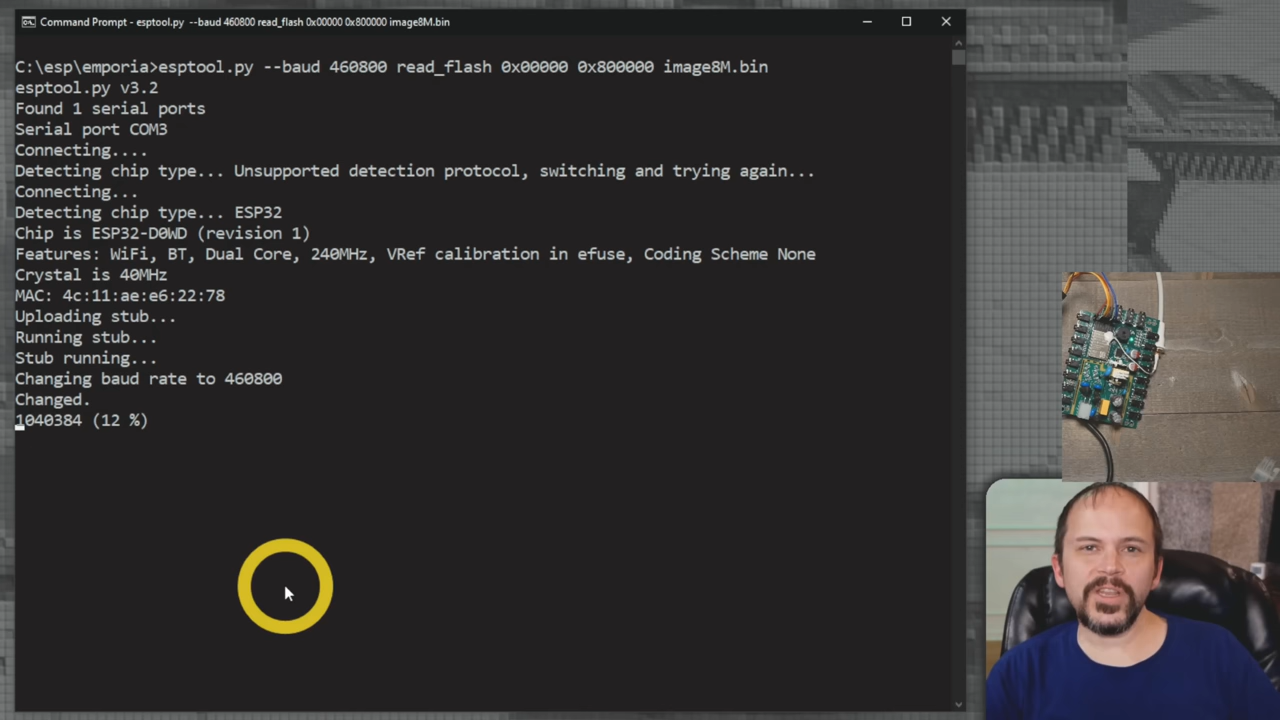 Command Prompt - esptool.py --baud 460800 read_flash 0x00000 0x800000 image8M.bin
C:\esp\emporia>esptool.py --baud 460800 read_flash 0x00000 0x800000 image8M.bin
esptool.py v3.2
Found 1 serial ports
Serial port COM3
Connecting....
Detecting chip type... Unsupported detection protocol, switching and trying again...
Connecting...
Detecting chip type... ESP32
Chip is ESP32-D0WD (revision 1)
Features: WiFi, BT, Dual Core, 240MHz, VRef calibration in efuse, Coding Scheme None
Crystal is 40MHz
MAC: 4c:11:ae:e6:22:78
Uploading stub...
Running stub...
Stub running...
Changing baud rate to 460800
Changed.
1040384 (12 %)